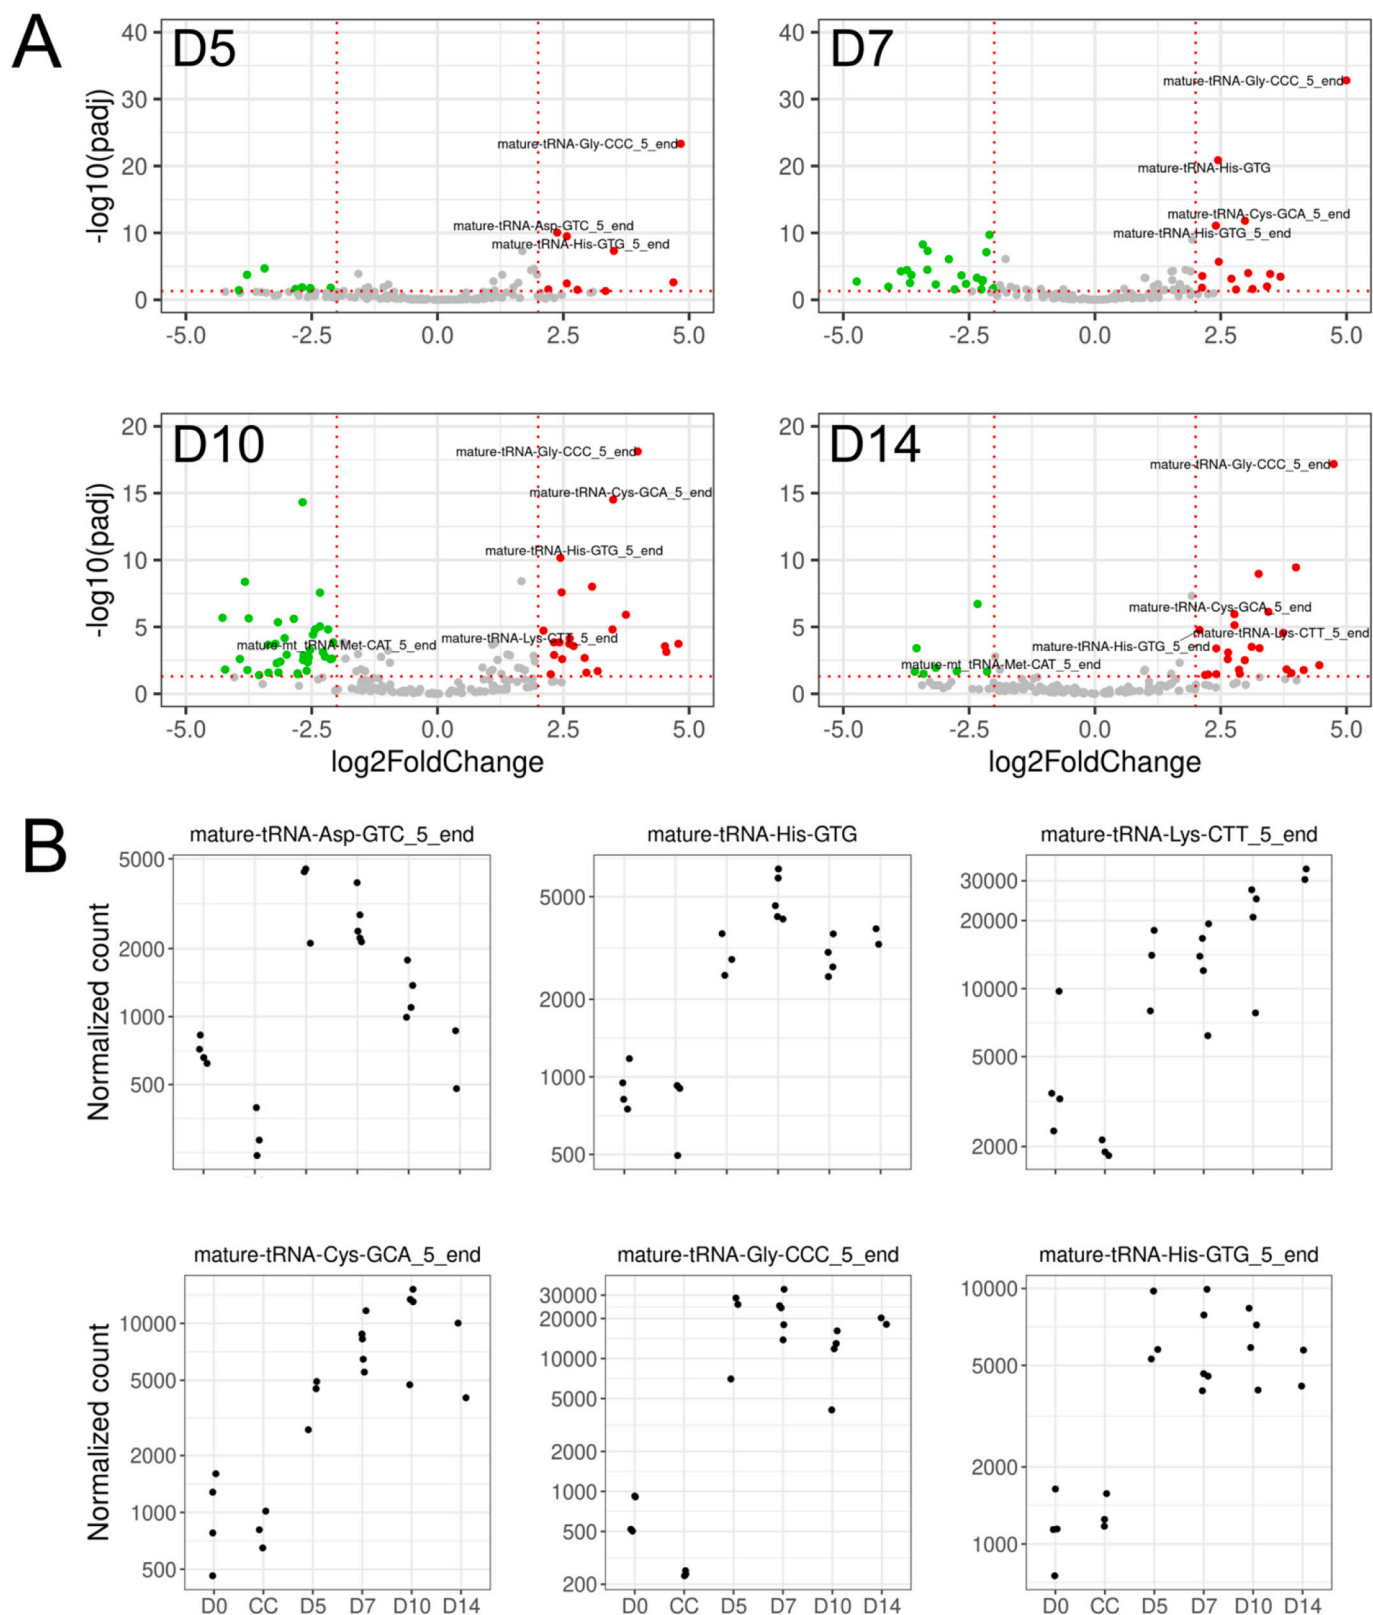 A
D5
D7
40
30
20
10
0
-log10(padj)
mature-tRNA-Gly-CCC_5_end
mature-tRNA-Asp-GTC_5_end
mature-tRNA-His-GTG_5_end
-5.0 -2.5 0.0 2.5 5.0
40
30
20
10
0
mature-tRNA-Gly-CCC_5_end
mature-tRNA-His-GTG
mature-tRNA-Cys-GCA_5_end
mature-tRNA-His-GTG_5_end
-5.0 -2.5 0.0 2.5 5.0
D10
20
15
10
5
0
-log10(padj)
mature-tRNA-Gly-CCC_5_end
mature-tRNA-Cys-GCA_5_end
mature-tRNA-His-GTG_5_end
mature-tRNA-Lys-CTT_5_end
mature-mt_tRNA-Met-CAT_5_end
-5.0 -2.5 0.0 2.5 5.0
log2FoldChange
D14
20
15
10
5
0
mature-tRNA-Gly-CCC_5_end
mature-tRNA-Cys-GCA_5_end
mature-tRNA-Lys-CTT_5_end
mature-tRNA-His-GTG_5_end
mature-mt_tRNA-Met-CAT_5_end
-5.0 -2.5 0.0 2.5 5.0
log2FoldChange
B
mature-tRNA-Asp-GTC_5_end
Normalized count
5000
2000
1000
500
mature-tRNA-His-GTG
5000
2000
1000
500
mature-tRNA-Lys-CTT_5_end
30000
20000
10000
5000
2000
mature-tRNA-Cys-GCA_5_end
Normalized count
10000
5000
2000
1000
500
D0 CC D5 D7 D10 D14
mature-tRNA-Gly-CCC_5_end
30000
20000
10000
5000
2000
1000
500
200
D0 CC D5 D7 D10 D14
mature-tRNA-His-GTG_5_end
10000
5000
2000
1000
D0 CC D5 D7 D10 D14